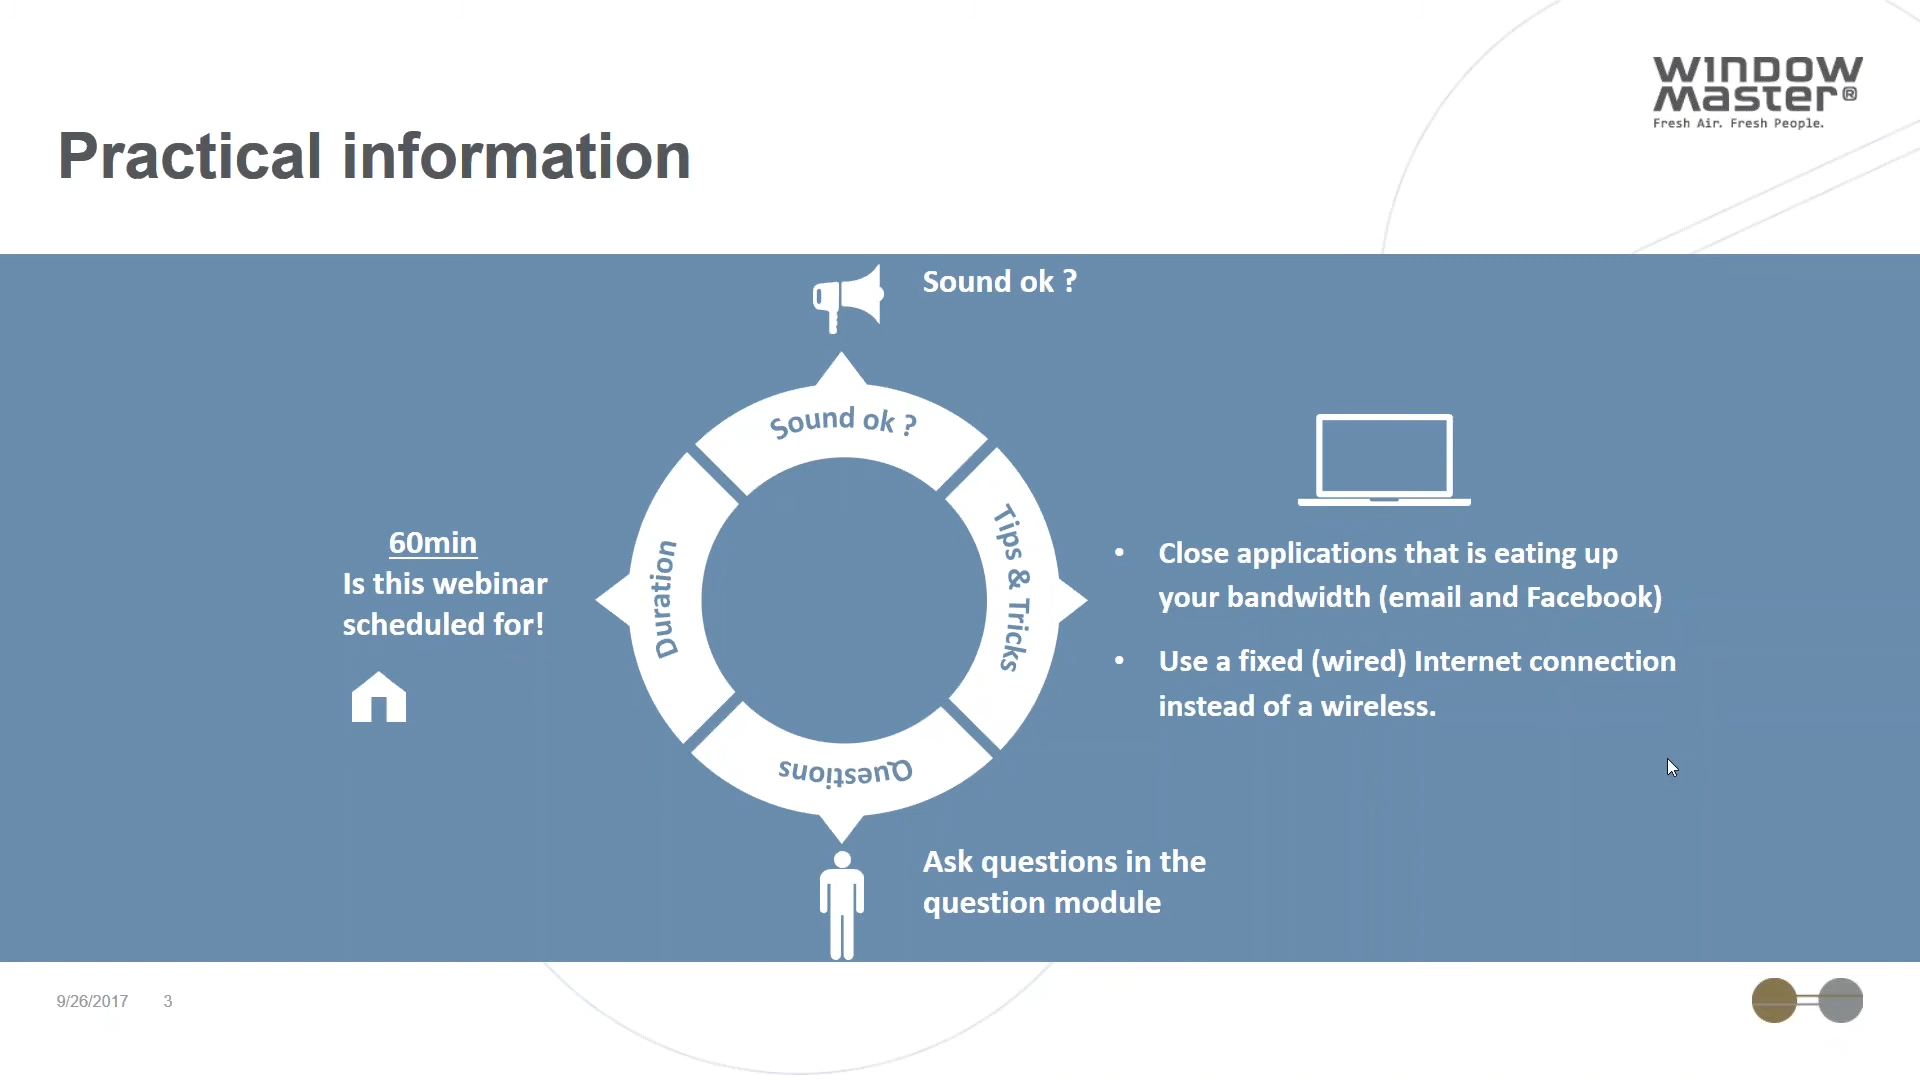 WINDOW
Master®
Fresh Air. Fresh People.
Practical information
Sound ok ?
Sound ok ?
Tips & Tricks
Questions
Duration
60min
Is this webinar
scheduled for!
• Close applications that is eating up
your bandwidth (email and Facebook)
• Use a fixed (wired) Internet connection
instead of a wireless.
Ask questions in the
question module
9/26/2017 3